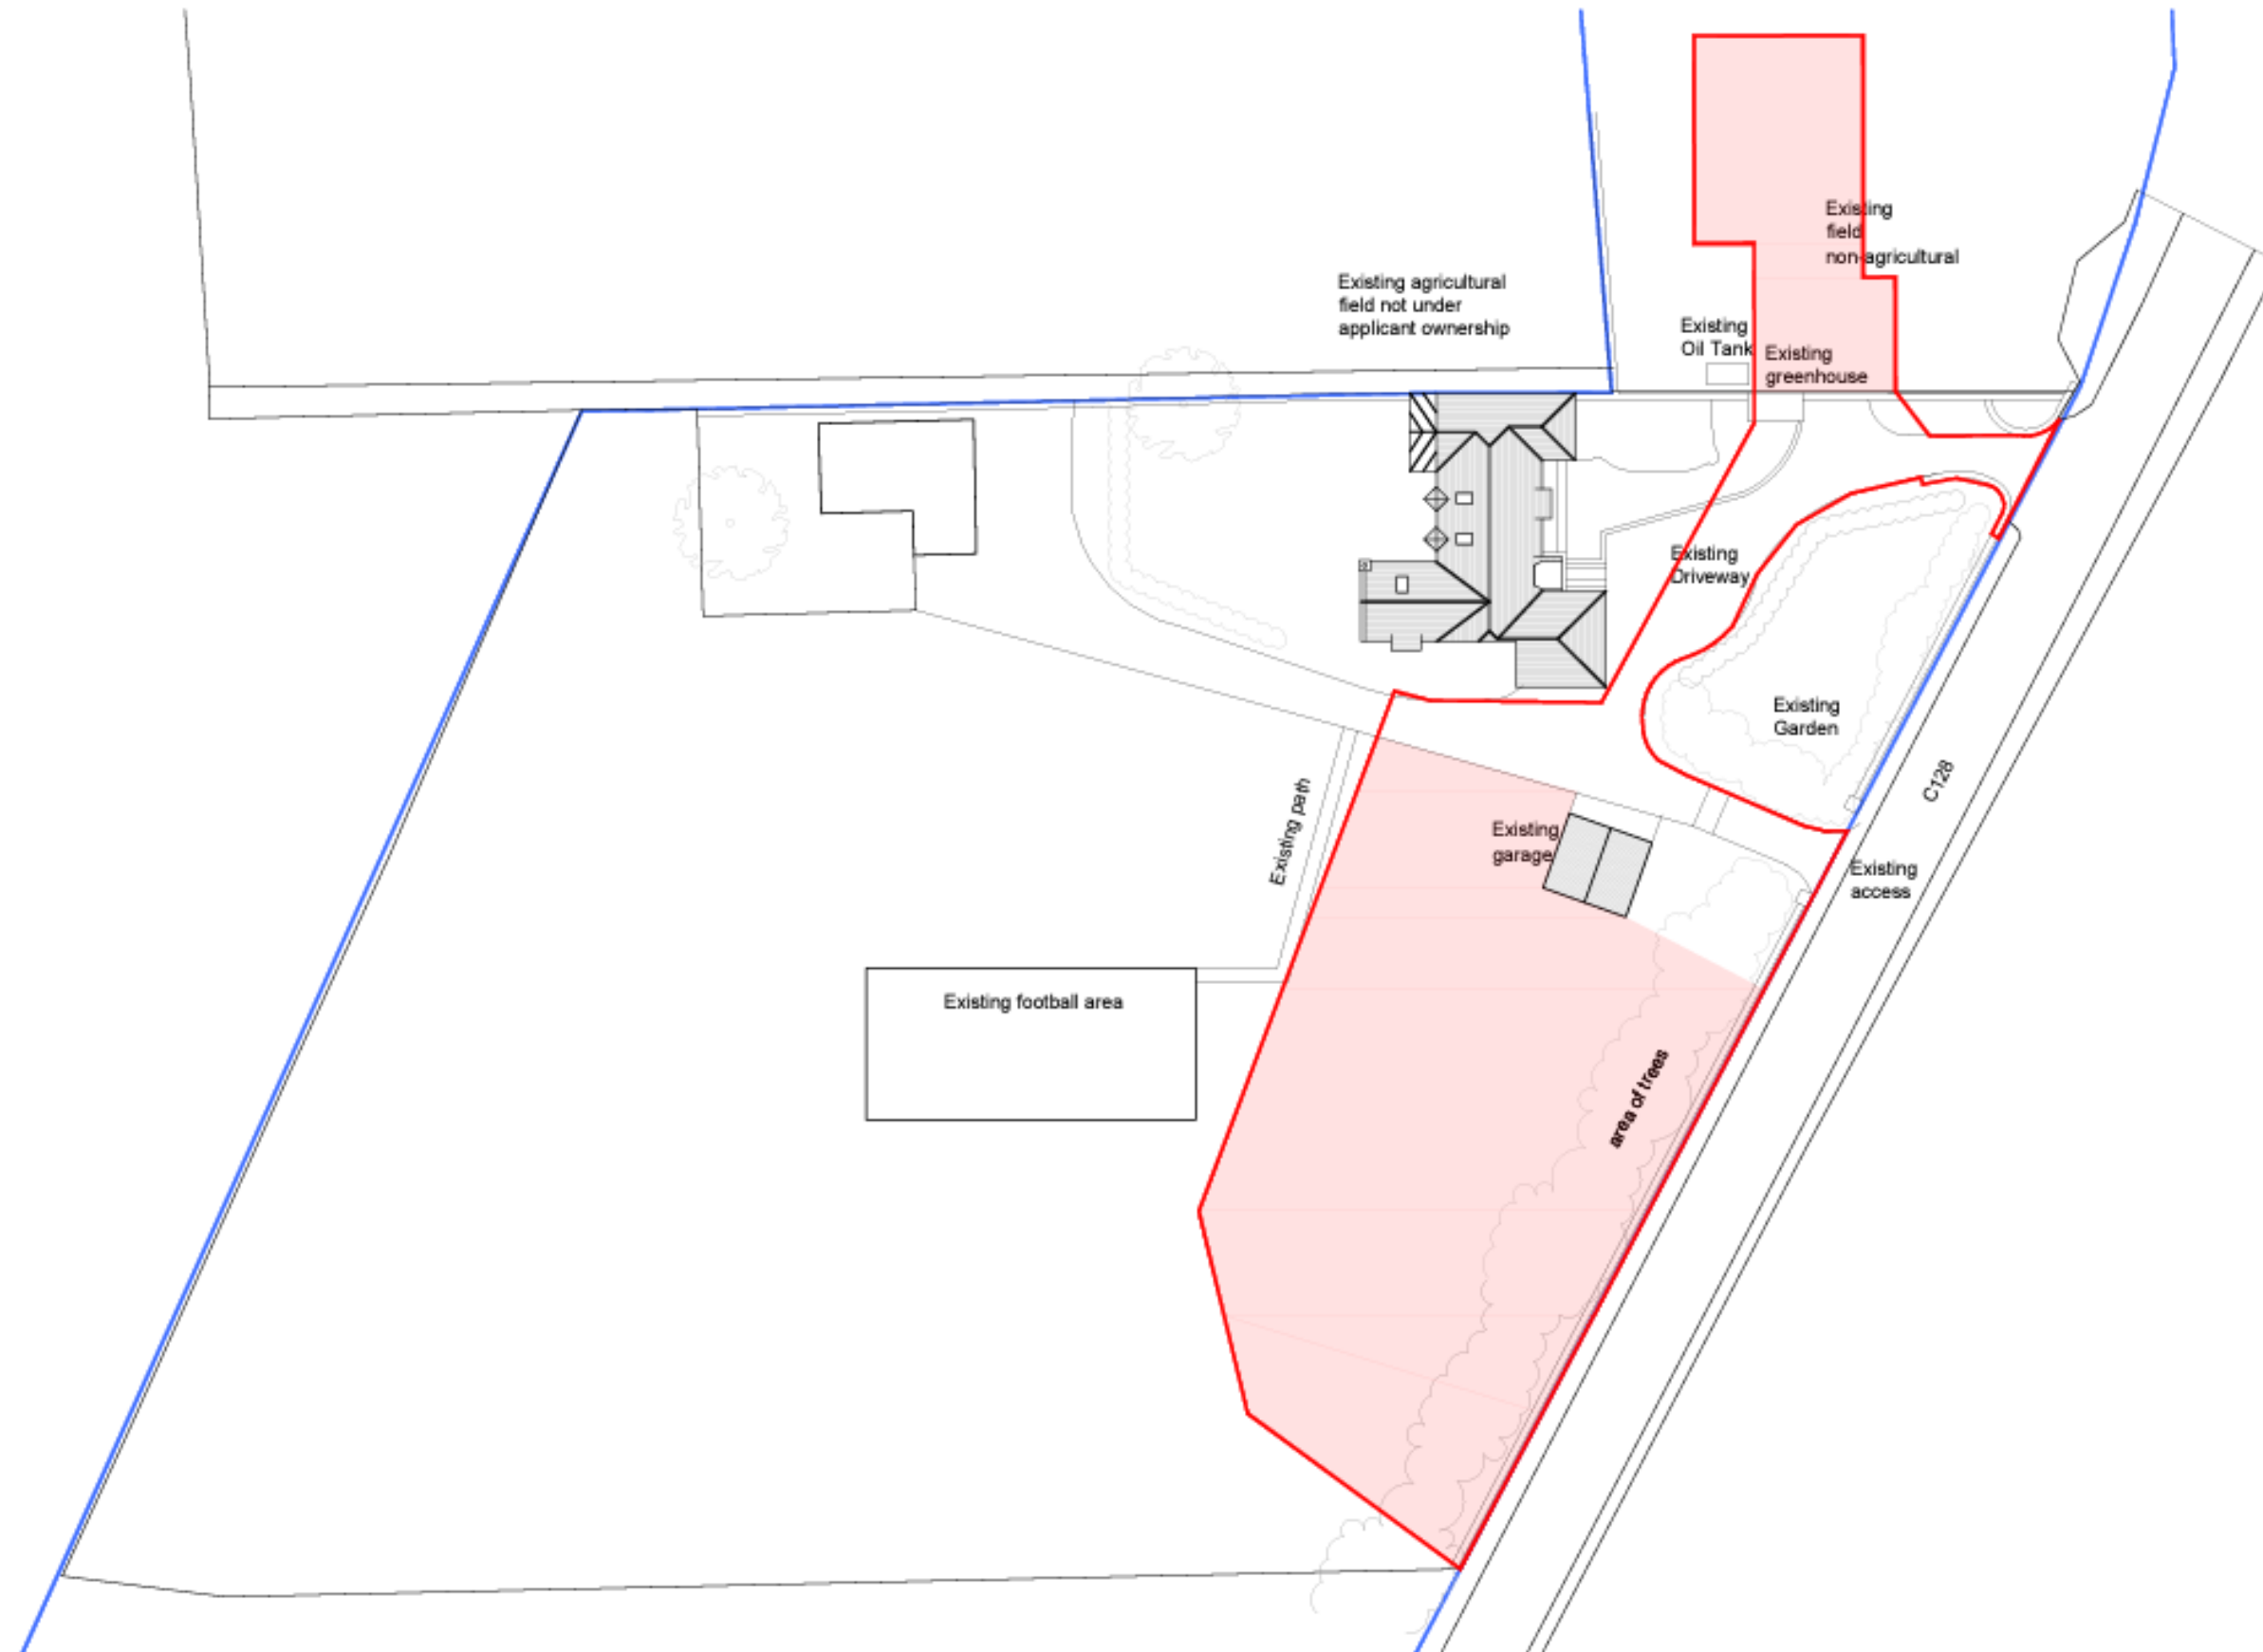 Existing
field
non-agricultural
Existing agricultural
field not under
applicant ownership
Existing
Oil Tank
Existing
greenhouse
Existing
Driveway
Existing
Garden
C128
Existing path
Existing
garage
Existing
access
Existing football area
area of trees